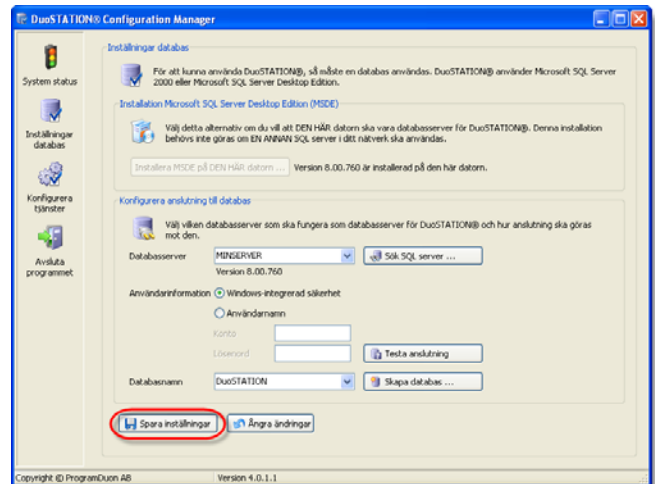 DuoSTATION® Configuration Manager
System status
Inställningar
databas
Konfigurera
tjänster
Avsluta
programmet
Inställningar databas
För att kunna använda DuoSTATION®, så måste en databas användas. DuoSTATION® använder Microsoft SQL Server
2000 eller Microsoft SQL Server Desktop Edition.
Installation Microsoft SQL Server Desktop Edition (MSDE)
Välj detta alternativ om du vill att DEN HÄR datorn ska vara databasserver för DuoSTATION®. Denna installation
behövs inte göras om EN ANNAN SQL server i ditt nätverk ska användas.
Installera MSDE på DEN HÄR datorn ...
Version 8.00.760 är installerad på den här datorn.
Konfigurera anslutning till databas
Välj vilken databasserver som ska fungera som databasserver för DuoSTATION® och hur anslutning ska göras
mot den.
Databasserver
MINSERVER
Sök SQL server ...
Version 8.00.760
Användarinformation
Windows-integrerad säkerhet
Användarnamn
Konto
Lösenord
Testa anslutning
Databasnamn
DuoSTATION
Skapa databas ...
Spara inställningar
Ångra ändringar
Copyright © ProgramDuon AB
Version 4.0.1.1